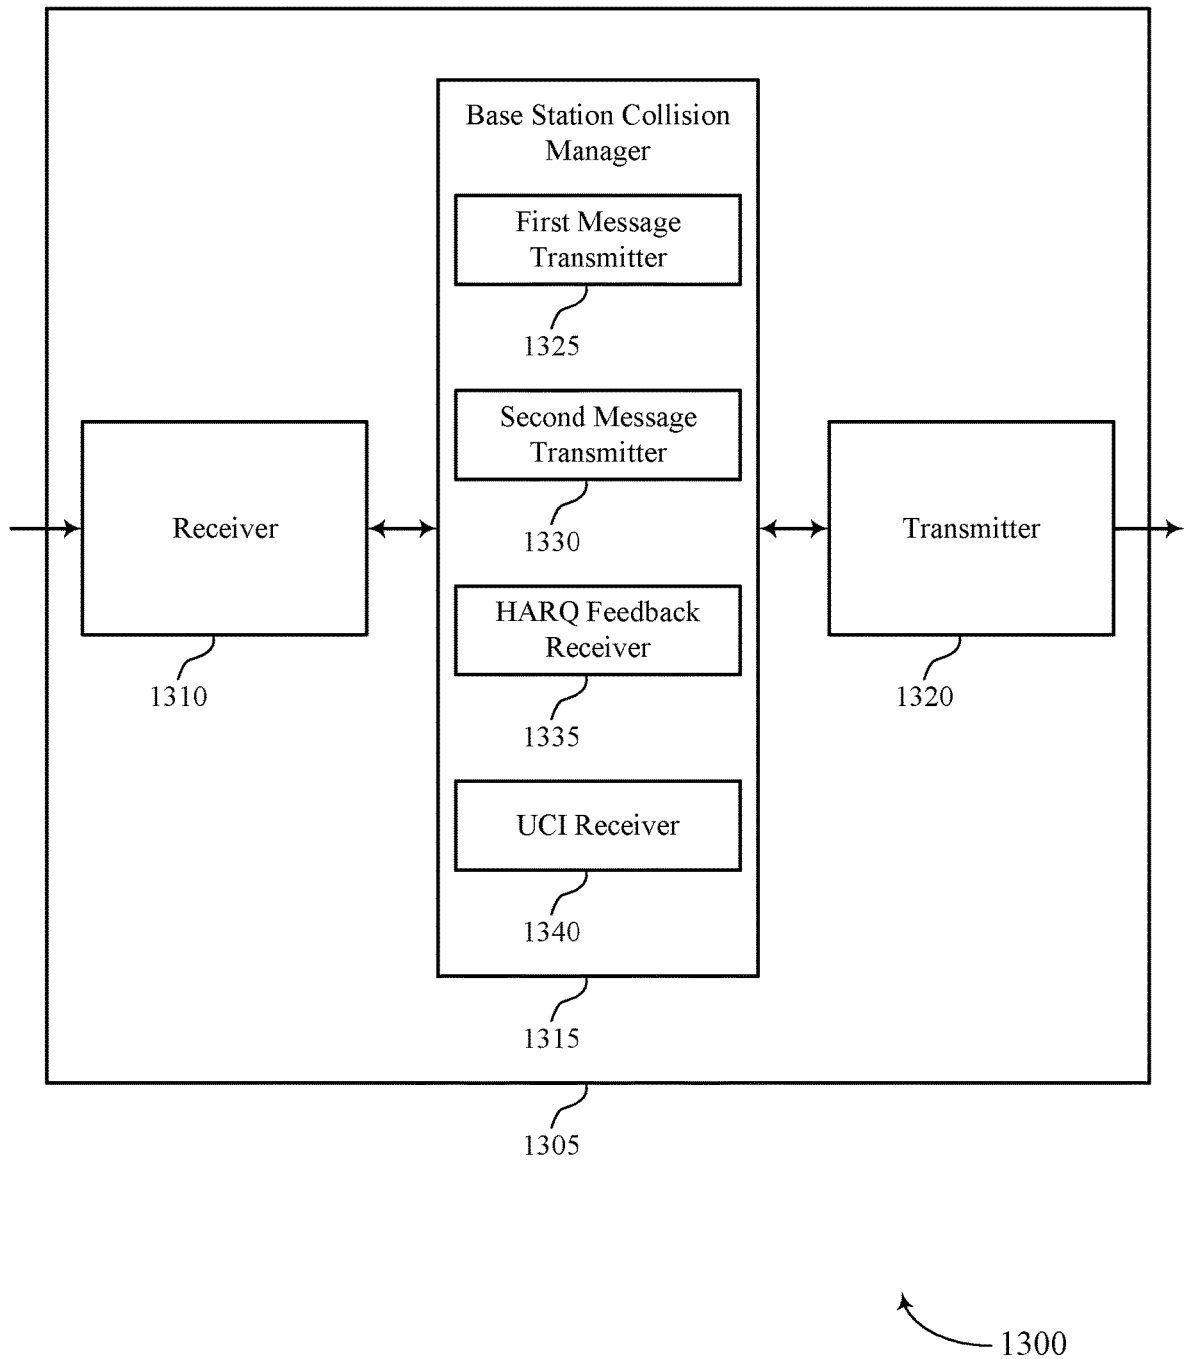 Base Station Collision
Manager
First Message
Transmitter
1325
Second Message
Transmitter
1330
Receiver
1310
HARQ Feedback
Receiver
1335
Transmitter
1320
UCI Receiver
1340
1315
1305
1300